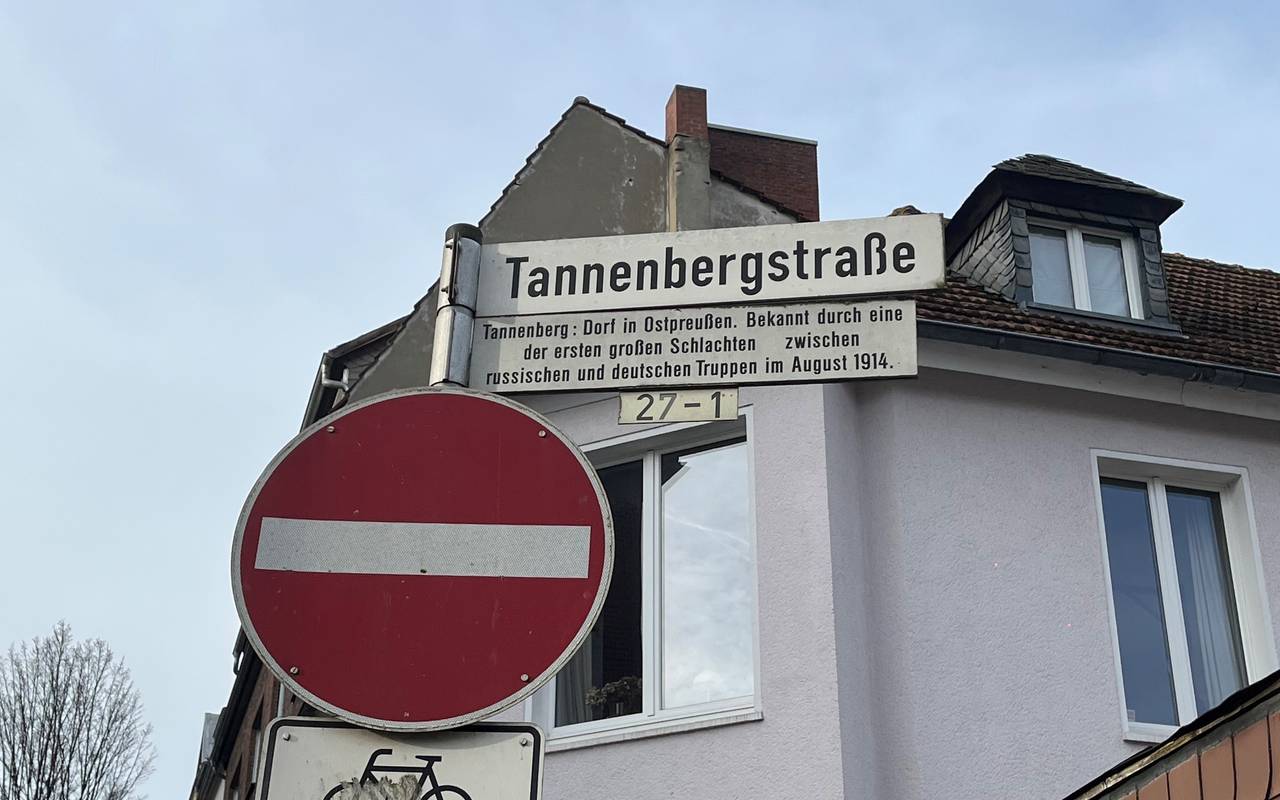 Tannenbergstraße
Tannenberg: Dorf in Ostpreußen. Bekannt durch eine
der ersten großen Schlachten zwischen
russischen und deutschen Truppen im August 1914.
27-1